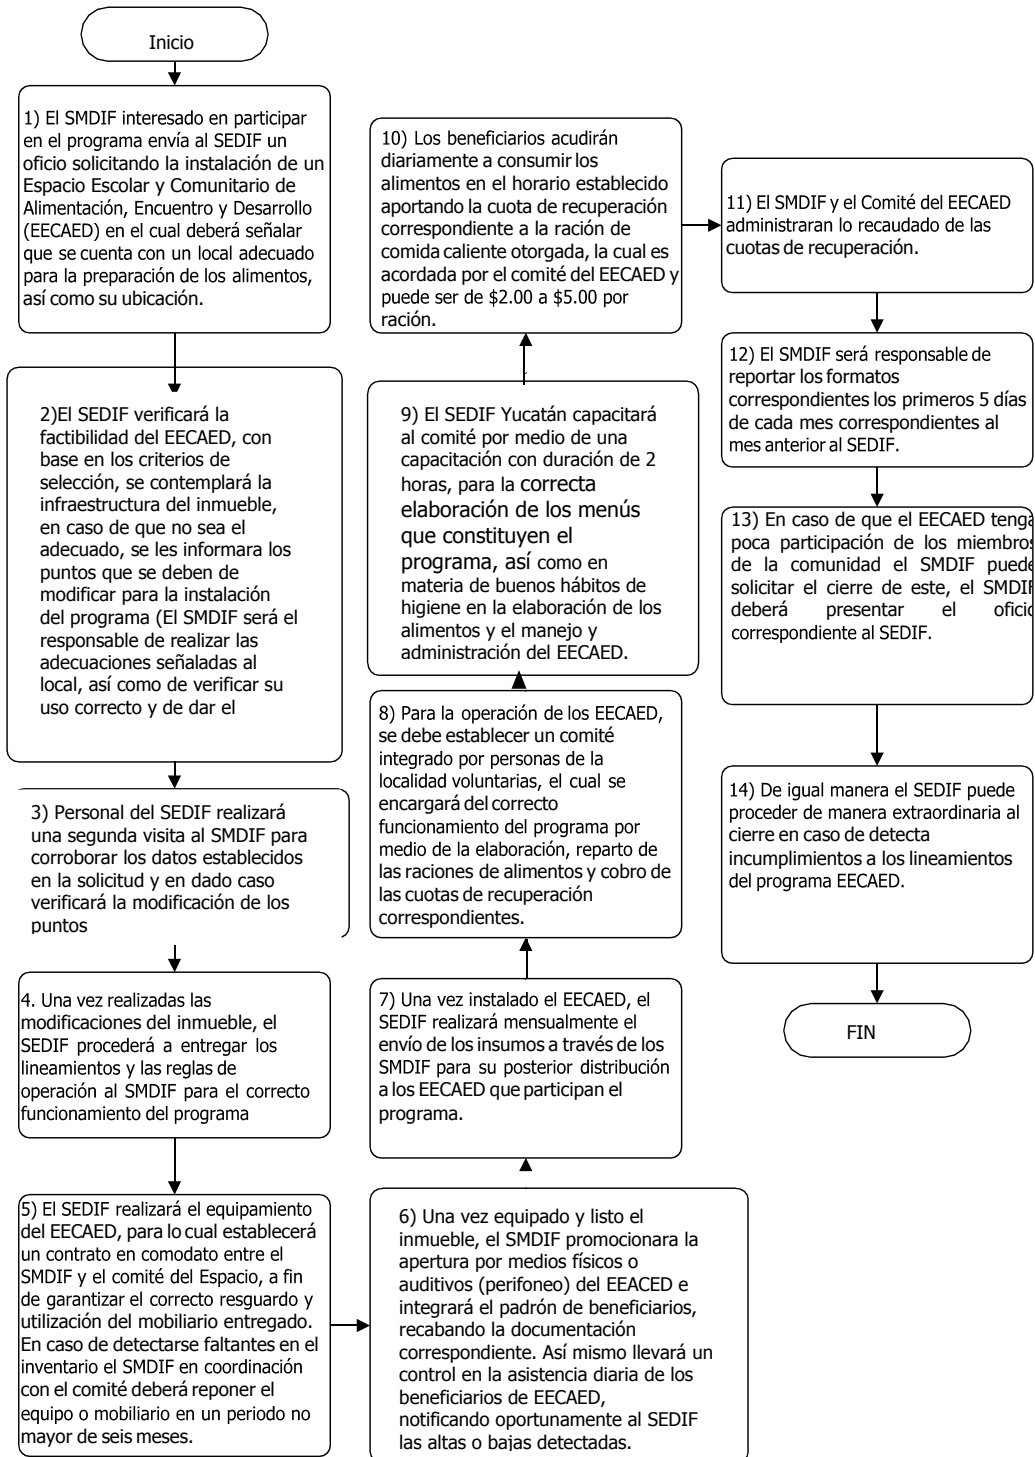 Inicio
1) El SMDIF interesado en participar
en el programa envía al SEDIF un
oficio solicitando la instalación de un
Espacio Escolar y Comunitario de
Alimentación, Encuentro y Desarrollo
(EECAED) en el cual deberá señalar
que se cuenta con un local adecuado
para la preparación de los alimentos,
así como su ubicación.
2)El SEDIF verificará la
factibilidad del EECAED, con
base en los criterios de
selección, se contemplará la
infraestructura del inmueble,
en caso de que no sea el
adecuado, se les informara los
puntos que se deben de
modificar para la instalación
del programa (El SMDIF será el
responsable de realizar las
adecuaciones señaladas al
local, así como de verificar su
uso correcto y de dar el
3) Personal del SEDIF realizará
una segunda visita al SMDIF para
corroborar los datos establecidos
en la solicitud y en dado caso
verificará la modificación de los
puntos
4. Una vez realizadas las
modificaciones del inmueble, el
SEDIF procederá a entregar los
lineamientos y las reglas de
operación al SMDIF para el correcto
funcionamiento del programa
5) El SEDIF realizará el equipamiento
del EECAED, para lo cual establecerá
un contrato en comodato entre el
SMDIF y el comité del Espacio, a fin
de garantizar el correcto resguardo y
utilización del mobiliario entregado.
En caso de detectarse faltantes en el
inventario el SMDIF en coordinación
con el comité deberá reponer el
equipo o mobiliario en un periodo no
mayor de seis meses.
6) Una vez equipado y listo el
inmueble, el SMDIF promocionara la
apertura por medios físicos o
auditivos (perifoneo) del EEACED e
integrará el padrón de beneficiarios,
recabando la documentación
correspondiente. Así mismo llevará un
control en la asistencia diaria de los
beneficiarios de EECAED,
notificando oportunamente al SEDIF
las altas o bajas detectadas.
7) Una vez instalado el EECAED, el
SEDIF realizará mensualmente el
envío de los insumos a través de los
SMDIF para su posterior distribución
a los EECAED que participan el
programa.
8) Para la operación de los EECAED,
se debe establecer un comité
integrado por personas de la
localidad voluntarias, el cual se
encargará del correcto
funcionamiento del programa por
medio de la elaboración, reparto de
las raciones de alimentos y cobro de
las cuotas de recuperación
correspondientes.
9) El SEDIF Yucatán capacitará
al comité por medio de una
capacitación con duración de 2
horas, para la correcta
elaboración de los menús
que constituyen el
programa, así como en
materia de buenos hábitos de
higiene en la elaboración de los
alimentos y el manejo y
administración del EECAED.
10) Los beneficiarios acudirán
diariamente a consumir los
alimentos en el horario establecido
aportando la cuota de recuperación
correspondiente a la ración de
comida caliente otorgada, la cual es
acordada por el comité del EECAED y
puede ser de $2.00 a $5.00 por
ración.
11) El SMDIF y el Comité del EECAED
administraran lo recaudado de las
cuotas de recuperación.
12) El SMDIF será responsable de
reportar los formatos
correspondientes los primeros 5 días
de cada mes correspondientes al
mes anterior al SEDIF.
13) En caso de que el EECAED tenga
poca participación de los miembros
de la comunidad el SMDIF puede
solicitar el cierre de este, el SMDIF
deberá presentar el oficio
correspondiente al SEDIF.
14) De igual manera el SEDIF puede
proceder de manera extraordinaria al
cierre en caso de detecta
incumplimientos a los lineamientos
del programa EECAED.
FIN